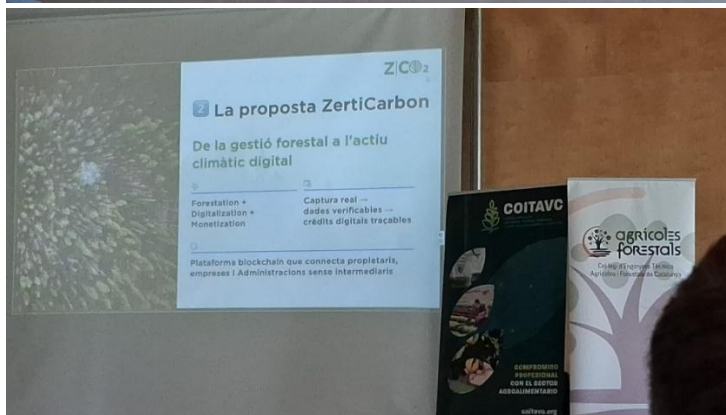 Z|CO2
2 La proposta ZertiCarbon
De la gestió forestal a l'actiu
climàtic digital
Forestation +
Digitalization +
Monetization
Captura real →
dades verificables →
crèdits digitals traçables
Plataforma blockchain que connecta propietaris,
empreses i Administracions sense intermediaris
COITAVC
COMPROMISO
PROFESIONAL
CON EL SECTOR
AGROALIMENTARIO
coitavc.org
agrícoles
forestals
Col·legi d'Enginyers Tècnics
Agrícoles i Forestals de Catalunya